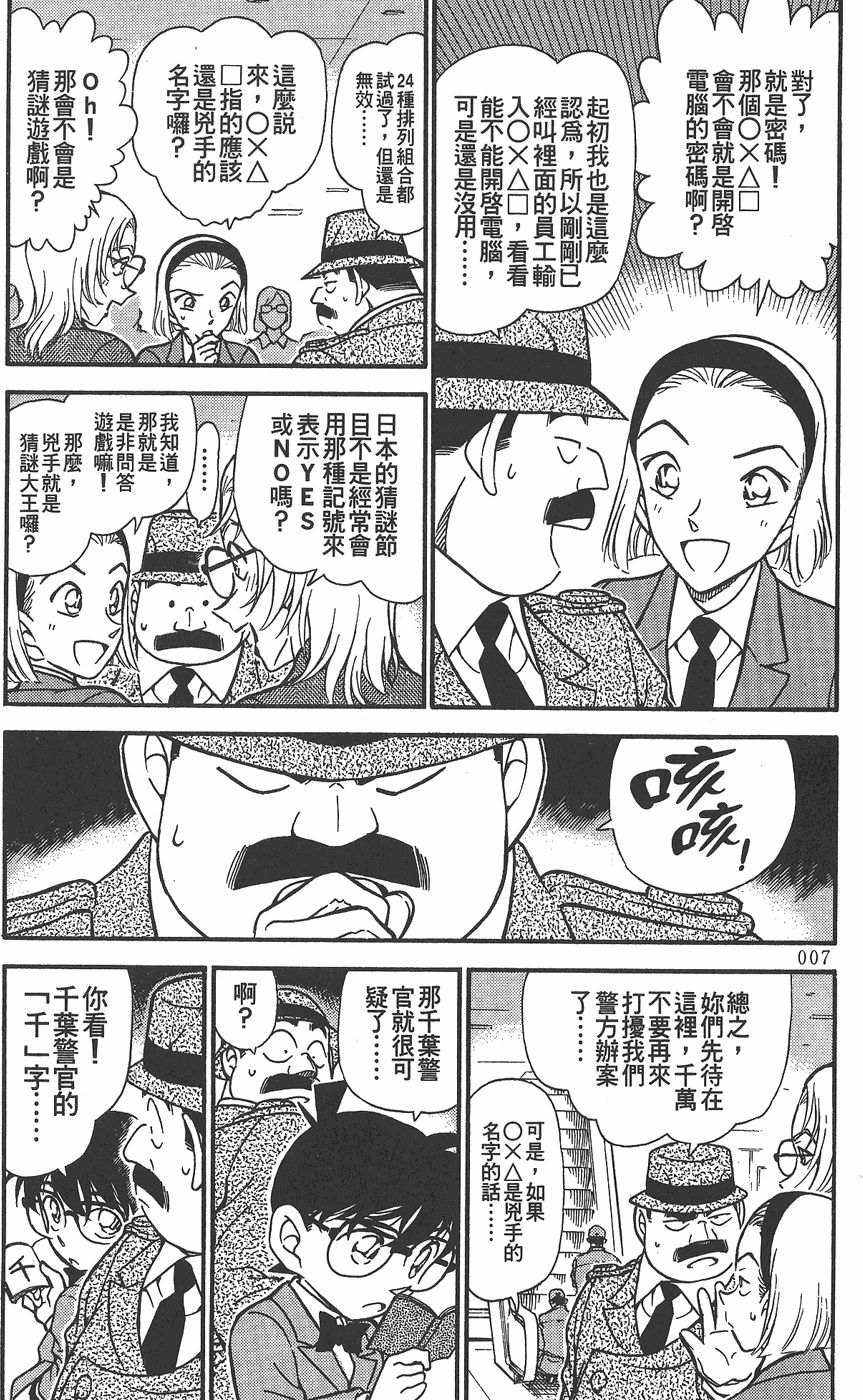 對了，
就是密碼！
那個○×△□
會不會就是開啓
電腦的密碼啊？
起初我也是這麼
認爲，所以剛剛已
經叫裡面的員工輸
入○×△□，看看
能不能開啓電腦，
可是還是沒用……
24種排列組合都
試過了，但還是
無效……
這麼說
來，○×△
□指的應該
還是兇手的
名字囉？
Oh！
那會不會是
猜謎遊戲啊？
日本的猜謎節
目不是經常會
用那種記號來
表示YES
或NO嗎？
……
我知道，
那就是
是非問答
遊戲嘛！
那麼，
兇手就是
猜謎大王囉？
咳
咳！
007
總之，
妳們先待在
這裡，千萬
不要再來
打擾我們
警方辦案
了……
可是，如果
○×△是兇手的
名字的話……
那千葉警
官就很可
疑了……
啊？
你看！
千葉警官的
「千」字……
千